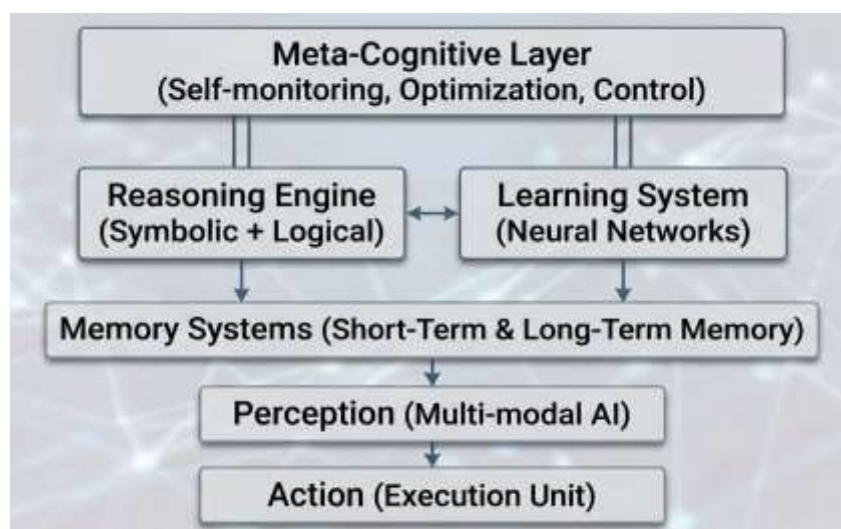 Meta-Cognitive Layer
(Self-monitoring, Optimization, Control)
Reasoning Engine
(Symbolic + Logical)
Learning System
(Neural Networks)
Memory Systems (Short-Term & Long-Term Memory)
Perception (Multi-modal AI)
Action (Execution Unit)